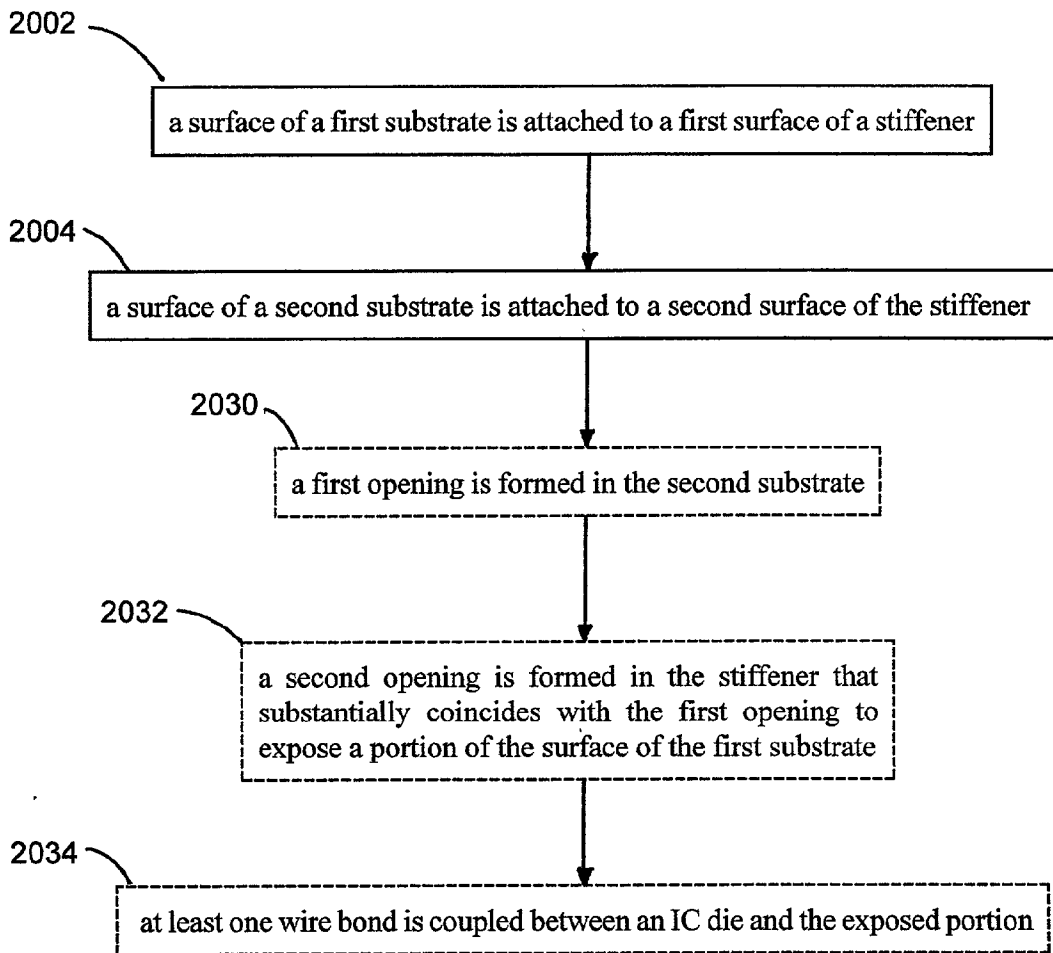 2002
a surface of a first substrate is attached to a first surface of a stiffener
2004
a surface of a second substrate is attached to a second surface of the stiffener
2030
a first opening is formed in the second substrate
2032
a second opening is formed in the stiffener that
substantially coincides with the first opening to
expose a portion of the surface of the first substrate
2034
at least one wire bond is coupled between an IC die and the exposed portion